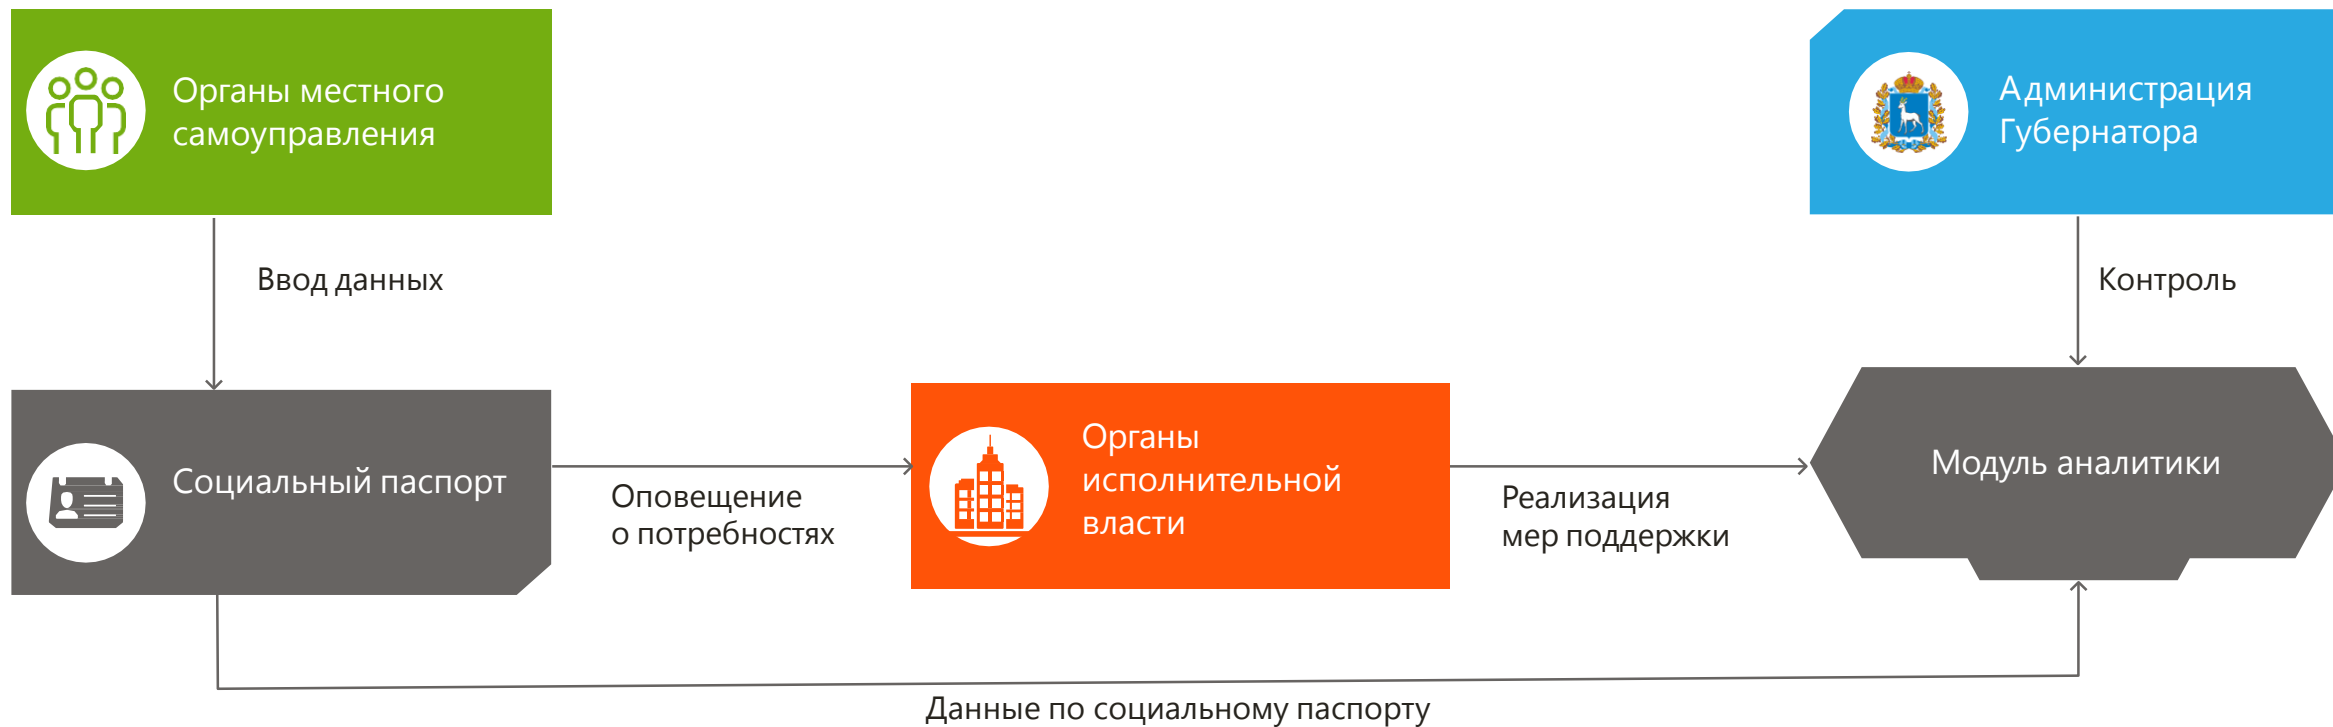 Органы местного
самоуправления
Администрация
Губернатора
Ввод данных
Контроль
Социальный паспорт
Оповещение
о потребностях
Органы
исполнительной
власти
Реализация
мер поддержки
Модуль аналитики
Данные по социальному паспорту